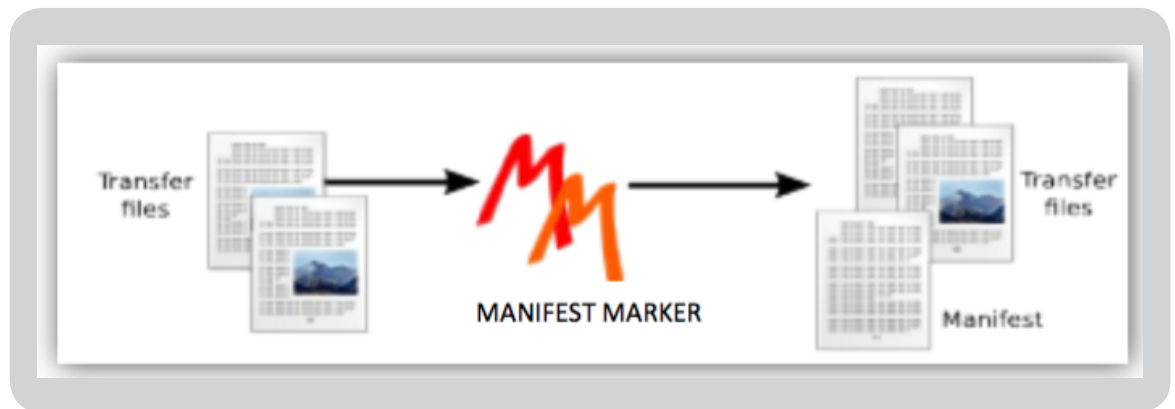 Transfer
files
MANIFEST MARKER
Transfer
files
Manifest